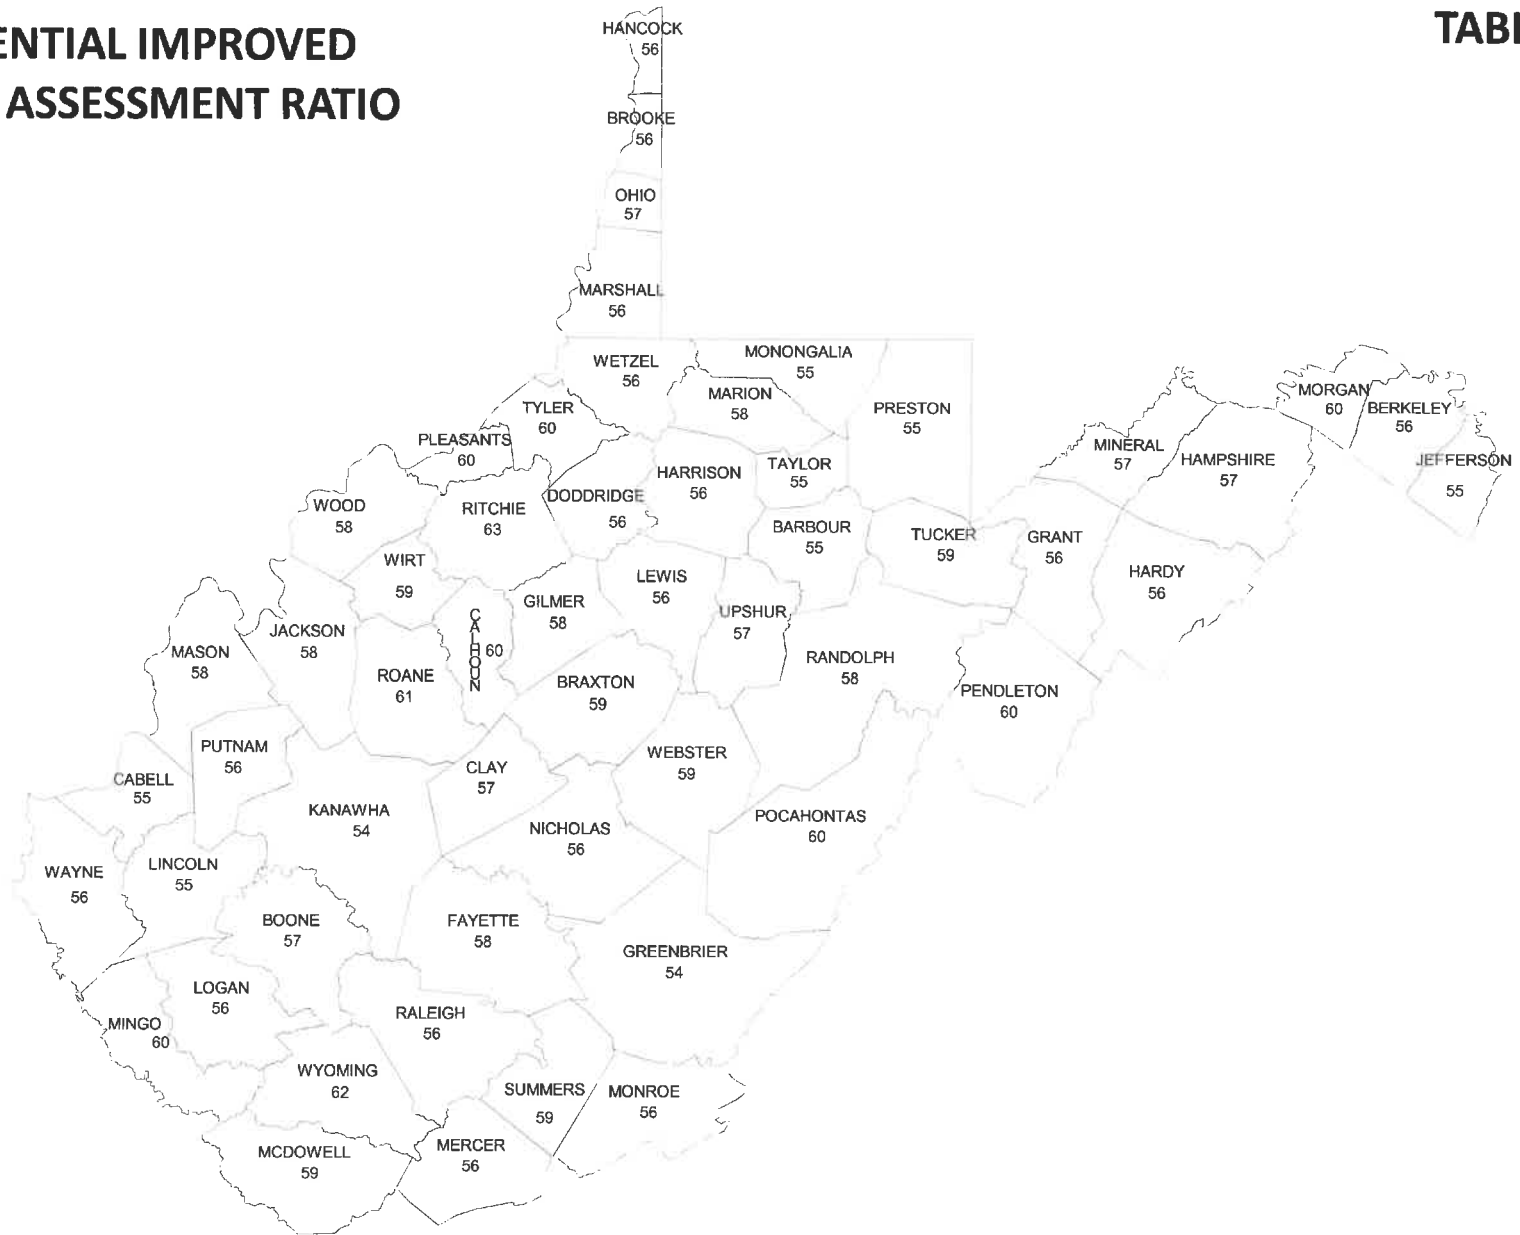 ENTIAL IMPROVED
ASSESSMENT RATIO
TABL
HANCOCK
56
BROOKE
56
OHIO
57
MARSHALL
56
WETZEL
56
MONONGALIA
55
MARION
58
PRESTON
55
TYLER
60
PLEASANTS
60
MORGAN
60
BERKELEY
56
JEFFERSON
55
MINERAL
57
HAMPSHIRE
57
HARRISON
56
TAYLOR
55
DODDRIDGE
56
RITCHIE
63
WOOD
58
BARBOUR
55
TUCKER
59
GRANT
56
HARDY
56
WIRT
59
LEWIS
56
GILMER
58
UPSHUR
57
CALHOUN
60
JACKSON
58
MASON
58
ROANE
61
BRAXTON
59
RANDOLPH
58
PENDLETON
60
PUTNAM
56
CABELL
55
CLAY
57
WEBSTER
59
KANAWHA
54
NICHOLAS
56
POCAHONTAS
60
WAYNE
56
LINCOLN
55
BOONE
57
FAYETTE
58
GREENBRIER
54
LOGAN
56
MINGO
60
RALEIGH
56
WYOMING
62
SUMMERS
59
MONROE
56
MCDOWELL
59
MERCER
56